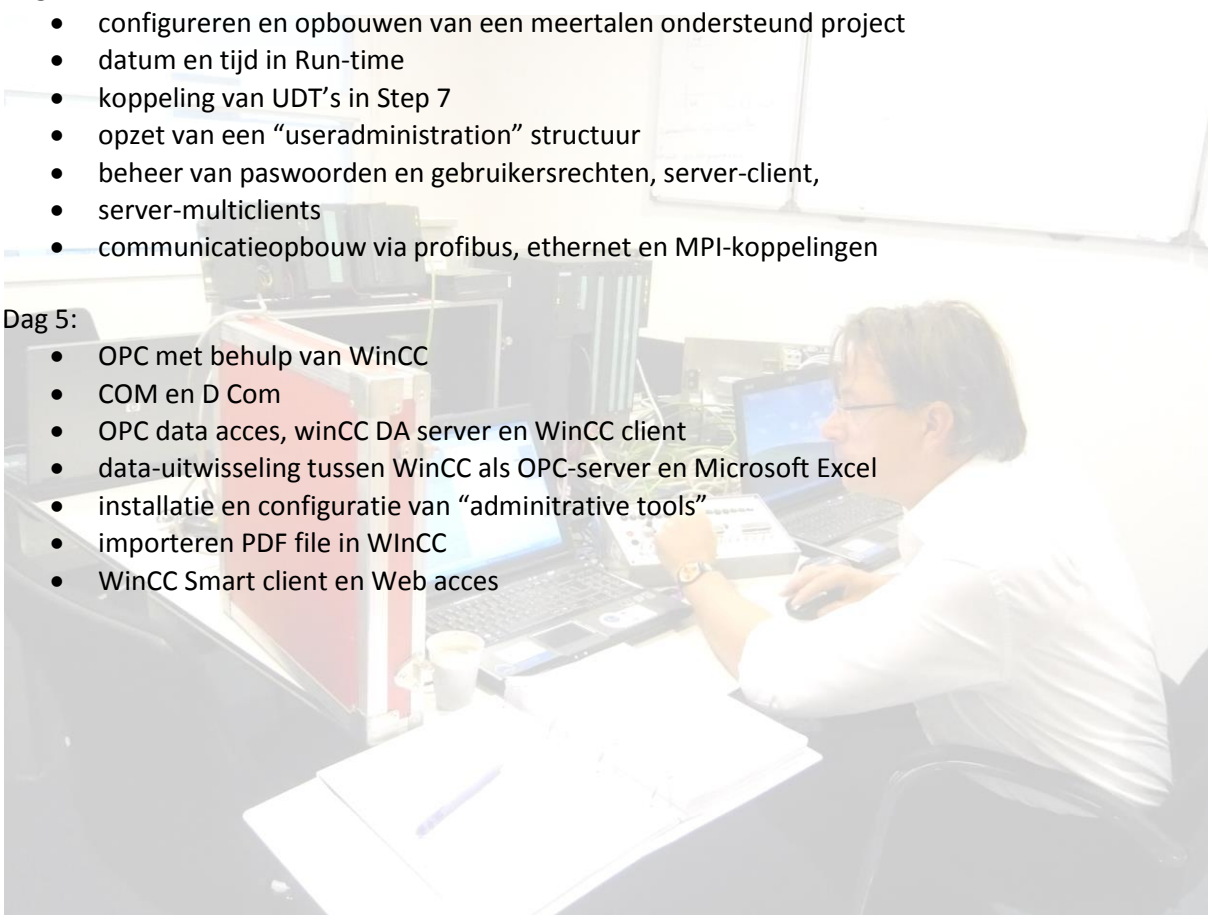 • configureren en opbouwen van een meertalen ondersteund project
• datum en tijd in Run-time
• koppeling van UDT’s in Step 7
• opzet van een “useradministration” structuur
• beheer van paswoorden en gebruikersrechten, server-client,
• server-multiclients
• communicatieopbouw via profibus, ethernet en MPI-koppelingen
Dag 5:
• OPC met behulp van WinCC
• COM en D Com
• OPC data acces, winCC DA server en WinCC client
• data-uitwisseling tussen WinCC als OPC-server en Microsoft Excel
• installatie en configuratie van “adminitrative tools”
• importeren PDF file in WInCC
• WinCC Smart client en Web acces